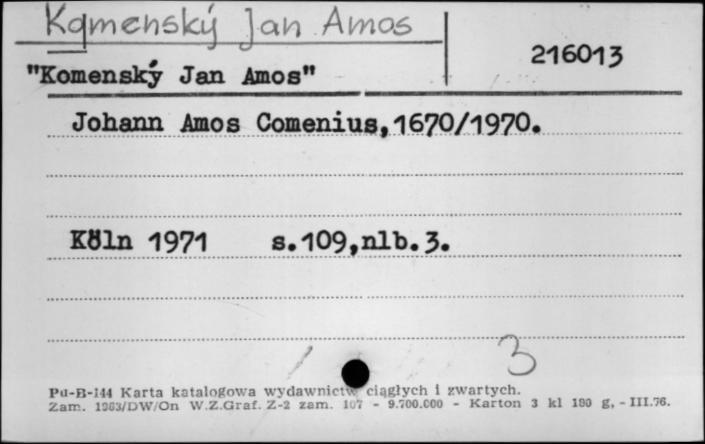 Komenský Jan Amos
216013
"Komenský Jan Amos"
Johann Amos Comenius,1670/1970.
Köln 1971 s.109,nlb.3.
3
Pu-B-144 Karta katalogowa wydawnictw ciągłych i zwartych.
Zam. 1963/DW/On W.Z.Graf. Z-2 zam. 107 - 9.700.000 - Karton 3 kl 180 g, - III.76.